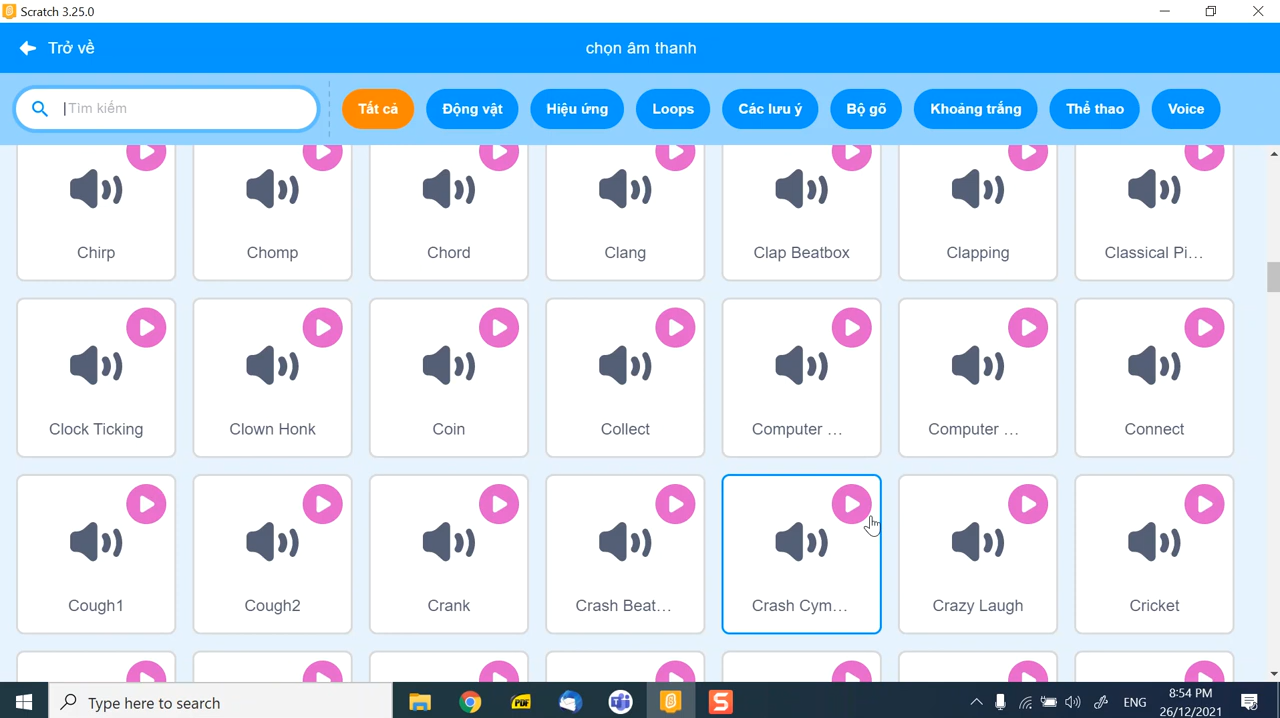 Scratch 3.25.0
Trở về
chọn âm thanh
Tìm kiếm
Tất cả
Động vật
Hiệu ứng
Loops
Các lưu ý
Bộ gõ
Khoảng trắng
Thể thao
Voice
Chirp
Chomp
Chord
Clang
Clap Beatbox
Clapping
Classical Pi...
Clock Ticking
Clown Honk
Coin
Collect
Computer ...
Computer ...
Connect
Cough1
Cough2
Crank
Crash Beat...
Crash Cym...
Crazy Laugh
Cricket
Type here to search
PDF
ENG
8:54 PM
26/12/2021